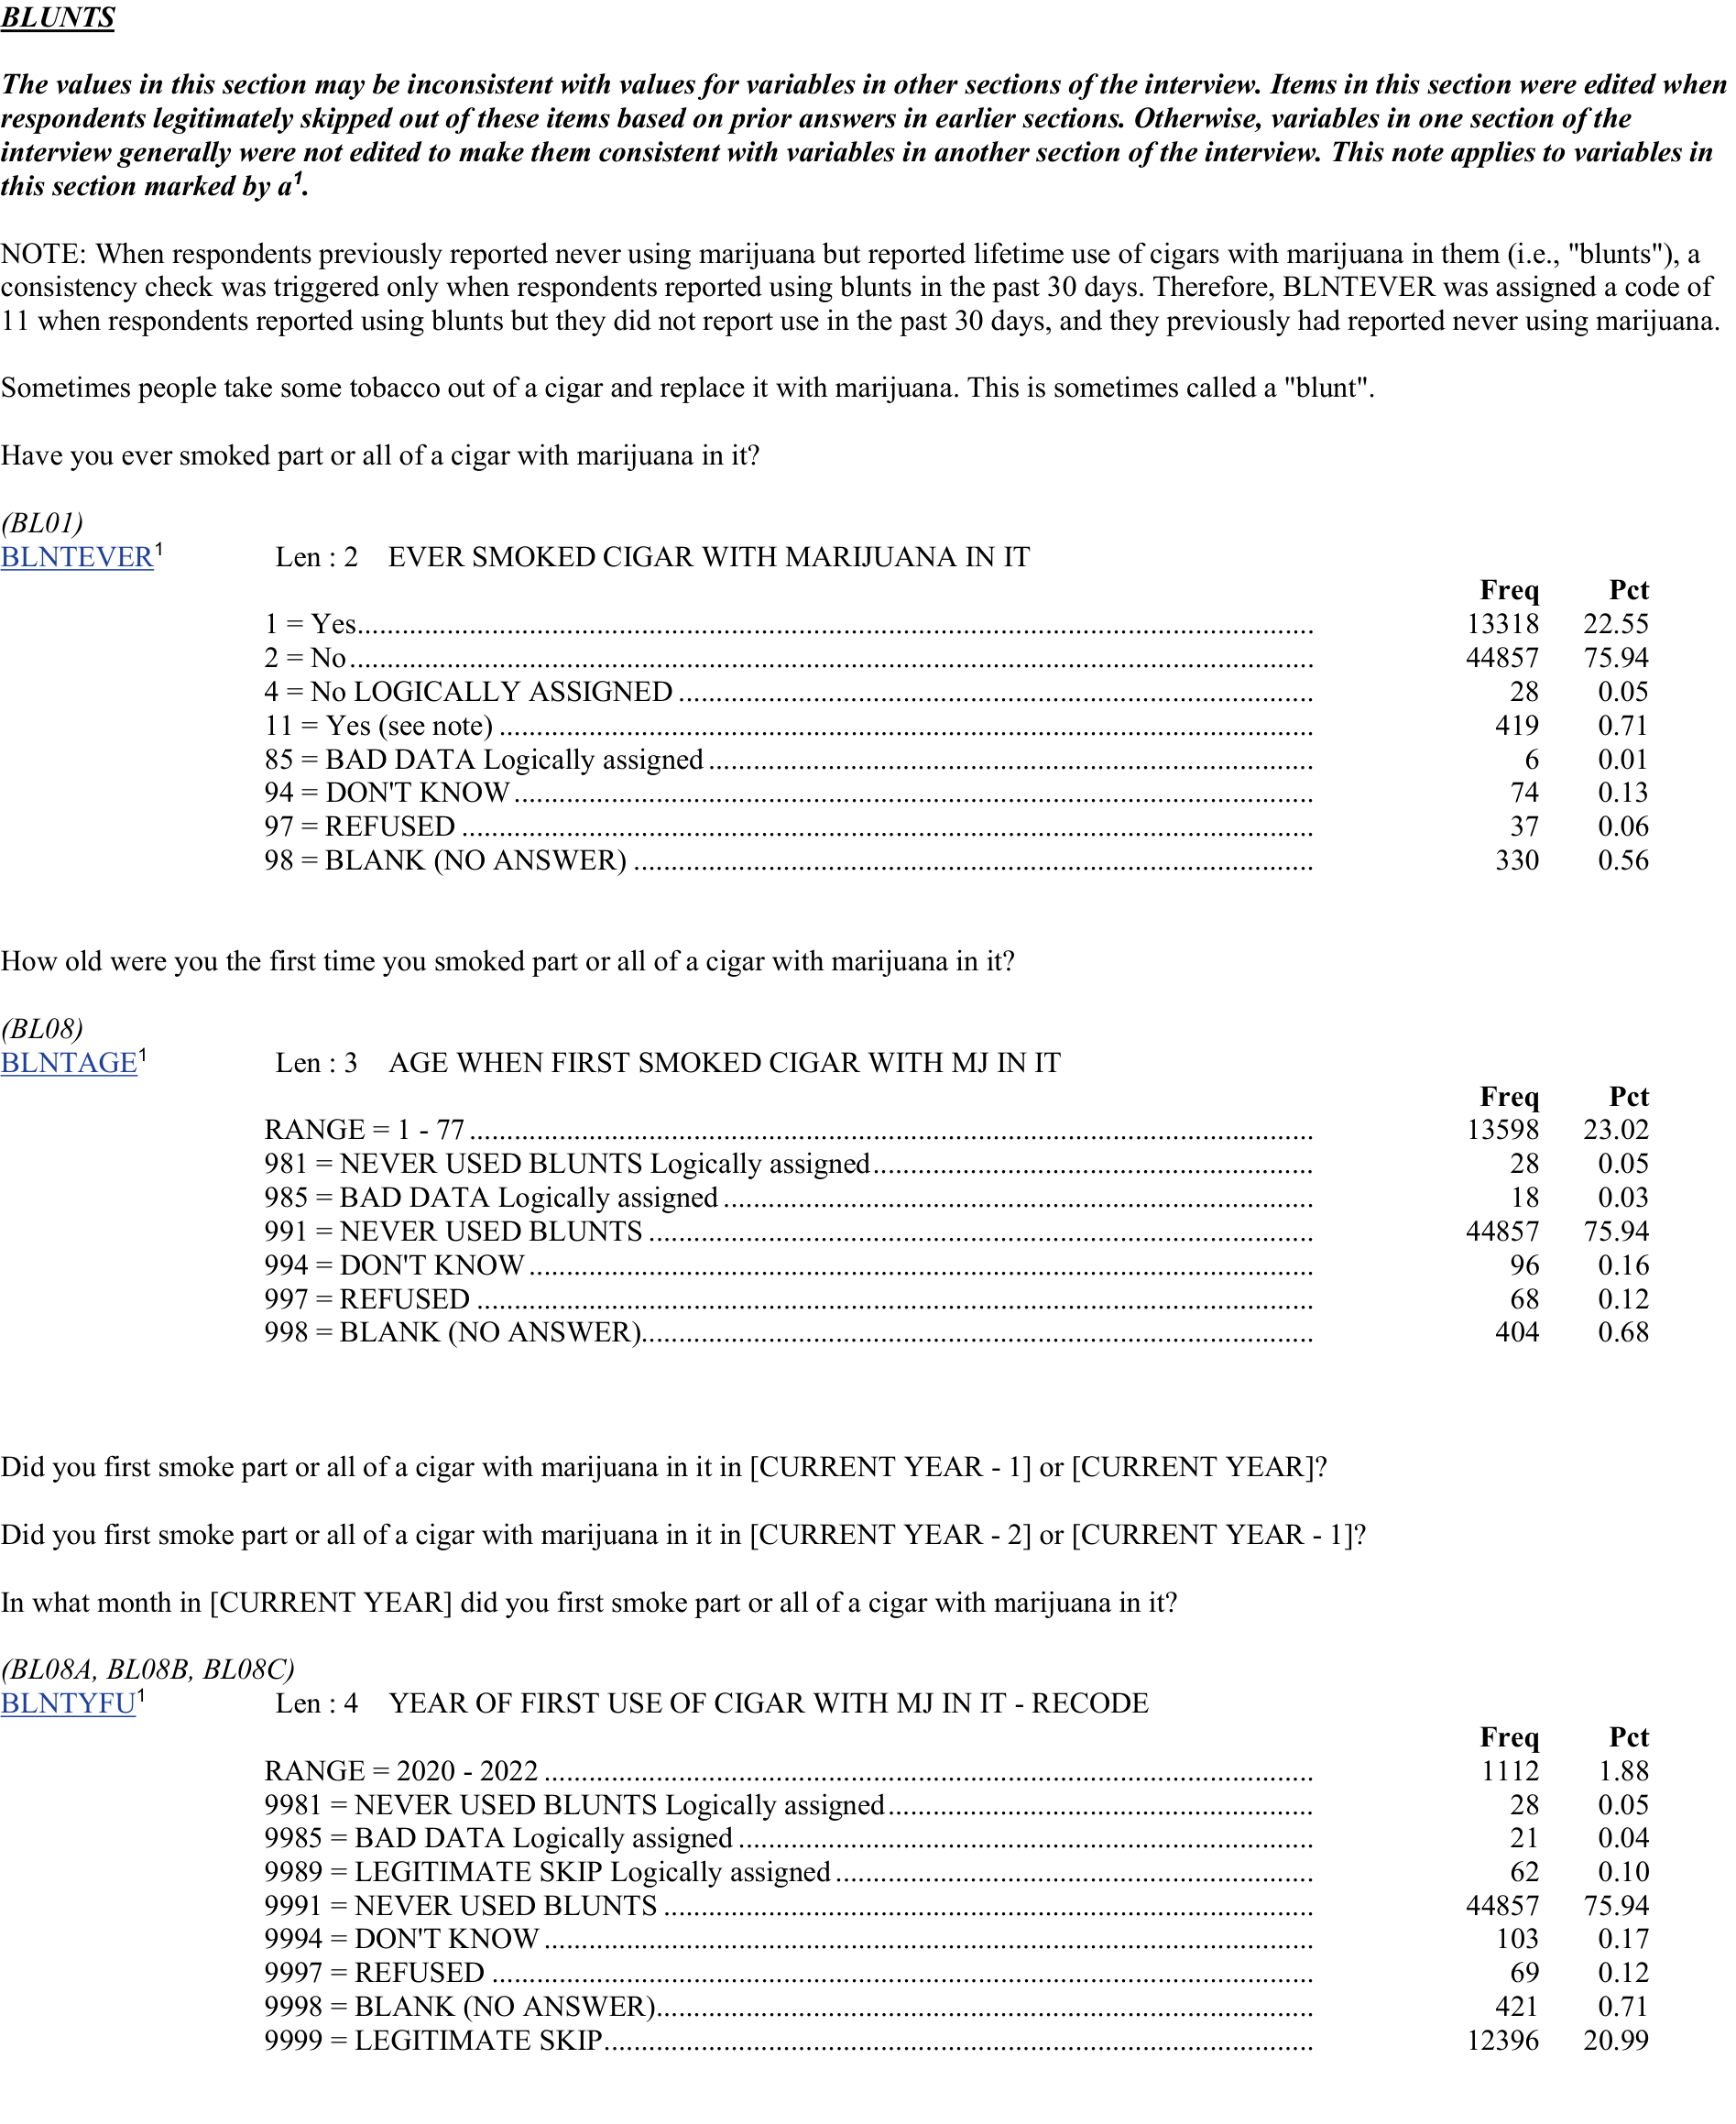 BLUNTS
The values in this section may be inconsistent with values for variables in other sections of the interview. Items in this section were edited when
respondents legitimately skipped out of these items based on prior answers in earlier sections. Otherwise, variables in one section of the
interview generally were not edited to make them consistent with variables in another section of the interview. This note applies to variables in
this section marked by a¹.
NOTE: When respondents previously reported never using marijuana but reported lifetime use of cigars with marijuana in them (i.e., "blunts"), a
consistency check was triggered only when respondents reported using blunts in the past 30 days. Therefore, BLNTEVER was assigned a code of
11 when respondents reported using blunts but they did not report use in the past 30 days, and they previously had reported never using marijuana.
Sometimes people take some tobacco out of a cigar and replace it with marijuana. This is sometimes called a "blunt".
Have you ever smoked part or all of a cigar with marijuana in it?
(BL01)
BLNTEVER¹ Len : 2 EVER SMOKED CIGAR WITH MARIJUANA IN IT
Freq Pct
1 = Yes 13318 22.55
2 = No 44857 75.94
4 = No LOGICALLY ASSIGNED 28 0.05
11 = Yes (see note) 419 0.71
85 = BAD DATA Logically assigned 6 0.01
94 = DON'T KNOW 74 0.13
97 = REFUSED 37 0.06
98 = BLANK (NO ANSWER) 330 0.56
How old were you the first time you smoked part or all of a cigar with marijuana in it?
(BL08)
BLNTAGE¹ Len : 3 AGE WHEN FIRST SMOKED CIGAR WITH MJ IN IT
Freq Pct
RANGE = 1 - 77 13598 23.02
981 = NEVER USED BLUNTS Logically assigned 28 0.05
985 = BAD DATA Logically assigned 18 0.03
991 = NEVER USED BLUNTS 44857 75.94
994 = DON'T KNOW 96 0.16
997 = REFUSED 68 0.12
998 = BLANK (NO ANSWER) 404 0.68
Did you first smoke part or all of a cigar with marijuana in it in [CURRENT YEAR - 1] or [CURRENT YEAR]?
Did you first smoke part or all of a cigar with marijuana in it in [CURRENT YEAR - 2] or [CURRENT YEAR - 1]?
In what month in [CURRENT YEAR] did you first smoke part or all of a cigar with marijuana in it?
(BL08A, BL08B, BL08C)
BLNTYFU¹ Len : 4 YEAR OF FIRST USE OF CIGAR WITH MJ IN IT - RECODE
Freq Pct
RANGE = 2020 - 2022 1112 1.88
9981 = NEVER USED BLUNTS Logically assigned 28 0.05
9985 = BAD DATA Logically assigned 21 0.04
9989 = LEGITIMATE SKIP Logically assigned 62 0.10
9991 = NEVER USED BLUNTS 44857 75.94
9994 = DON'T KNOW 103 0.17
9997 = REFUSED 69 0.12
9998 = BLANK (NO ANSWER) 421 0.71
9999 = LEGITIMATE SKIP 12396 20.99